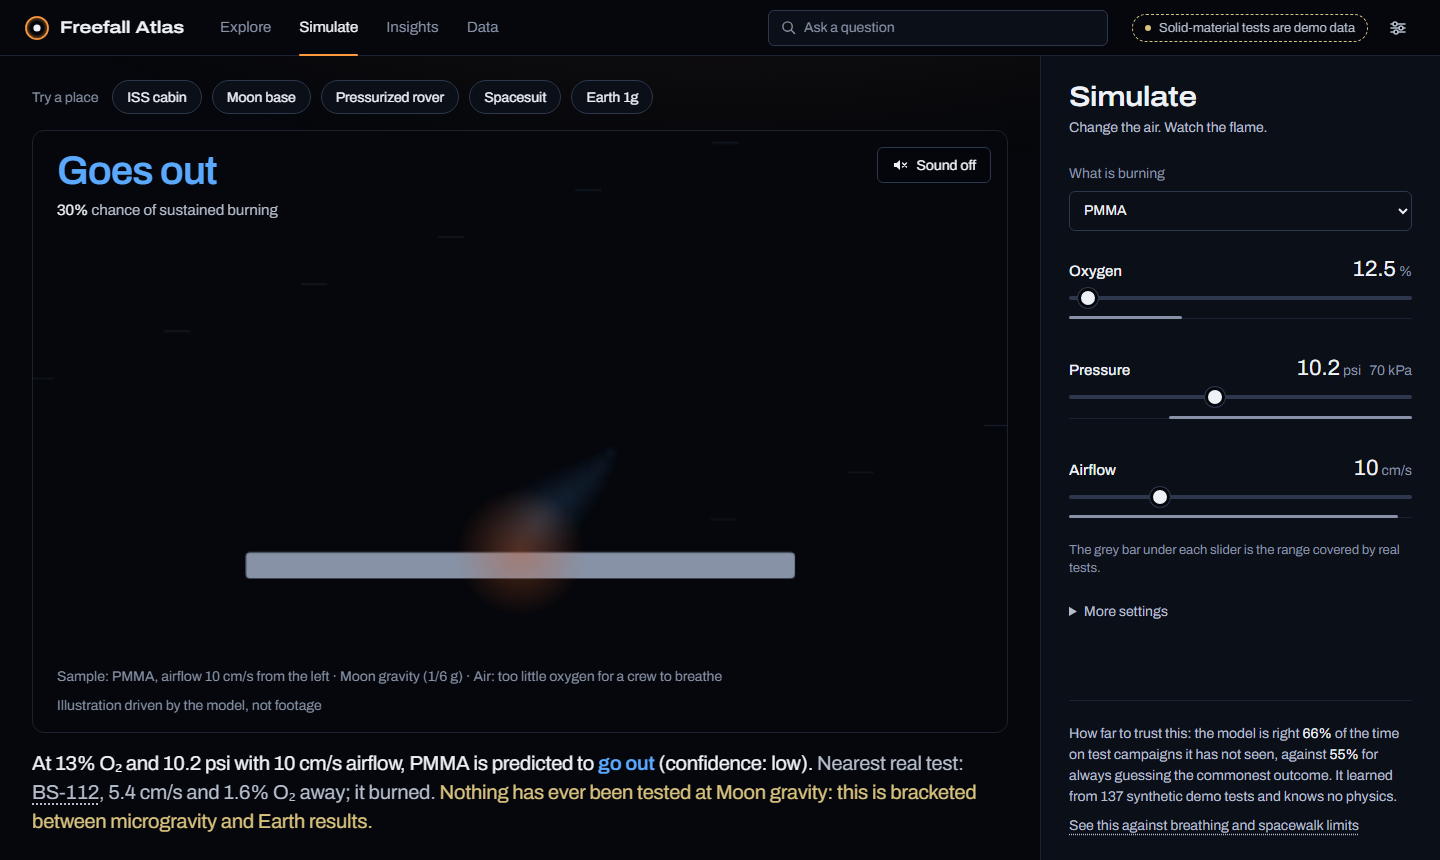 Freefall Atlas
Explore
Simulate
Insights
Data
Ask a question
Solid-material tests are demo data
Try a place
ISS cabin
Moon base
Pressurized rover
Spacesuit
Earth 1g
Goes out
30% chance of sustained burning
Sound off
Sample: PMMA, airflow 10 cm/s from the left · Moon gravity (1/6 g) · Air: too little oxygen for a crew to breathe
Illustration driven by the model, not footage
At 13% O₂ and 10.2 psi with 10 cm/s airflow, PMMA is predicted to go out (confidence: low). Nearest real test:
BS-112, 5.4 cm/s and 1.6% O₂ away; it burned. Nothing has ever been tested at Moon gravity: this is bracketed
between microgravity and Earth results.
Simulate
Change the air. Watch the flame.
What is burning
PMMA
Oxygen
12.5 %
Pressure
10.2 psi 70 kPa
Airflow
10 cm/s
The grey bar under each slider is the range covered by real
tests.
More settings
How far to trust this: the model is right 66% of the time
on test campaigns it has not seen, against 55% for
always guessing the commonest outcome. It learned
from 137 synthetic demo tests and knows no physics.
See this against breathing and spacewalk limits